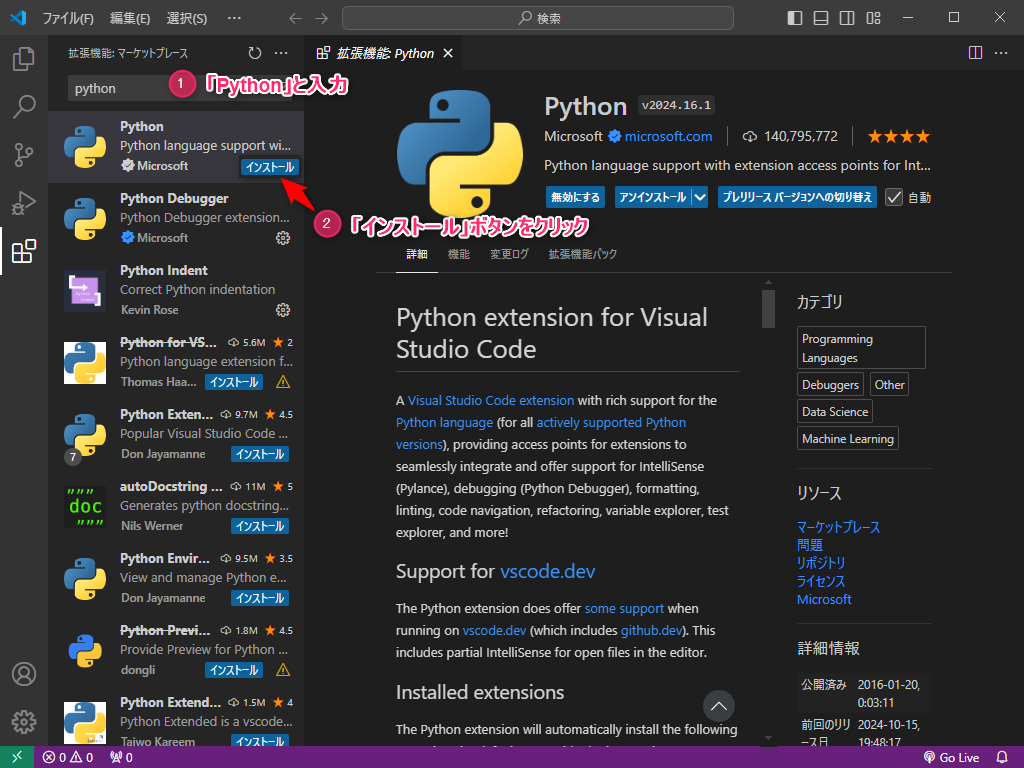 ファイル(F) 編集(E) 選択(S) …
検索
拡張機能: マーケットプレース
python
1 「Python」と入力
Python
Python language support wi...
Microsoft
インストール
2 「インストール」ボタンをクリック
Python Debugger
Python Debugger extension...
Microsoft
Python Indent
Correct Python indentation
Kevin Rose
Python for VS... 5.6M 2
Python language extension f...
Thomas Haa... インストール
Python Exten... 9.7M 4.5
Popular Visual Studio Code ...
7
Don Jayamanne インストール
"""
doc
"""
autoDocstring ... 11M 5
Generates python docstring...
Nils Werner インストール
Python Envir... 9.5M 3.5
View and manage Python e...
Don Jayamanne インストール
Python Previ... 1.8M 4.5
Provide Preview for Python ...
dongli インストール
Python Extend... 1.5M 4
Python Extended is a vscode...
Taiwo Kareem インストール
拡張機能: Python
Python v2024.16.1
Microsoft microsoft.com 140,795,772
Python language support with extension access points for Int...
無効にする アンインストール プレリリース バージョンへの切り替え 自動
詳細 機能 変更ログ 拡張機能パック
Python extension for Visual
Studio Code
A Visual Studio Code extension with rich support for the
Python language (for all actively supported Python
versions), providing access points for extensions to
seamlessly integrate and offer support for IntelliSense
(Pylance), debugging (Python Debugger), formatting,
linting, code navigation, refactoring, variable explorer, test
explorer, and more!
Support for vscode.dev
The Python extension does offer some support when
running on vscode.dev (which includes github.dev). This
includes partial IntelliSense for open files in the editor.
Installed extensions
The Python extension will automatically install the following
カテゴリ
Programming
Languages
Debuggers Other
Data Science
Machine Learning
リソース
マーケットプレース
問題
リポジトリ
ライセンス
Microsoft
詳細情報
公開済み 2016-01-20,
0:03:11
前回のリリ 2024-10-15,
ース日 19:48:17
0 0 0
Go Live